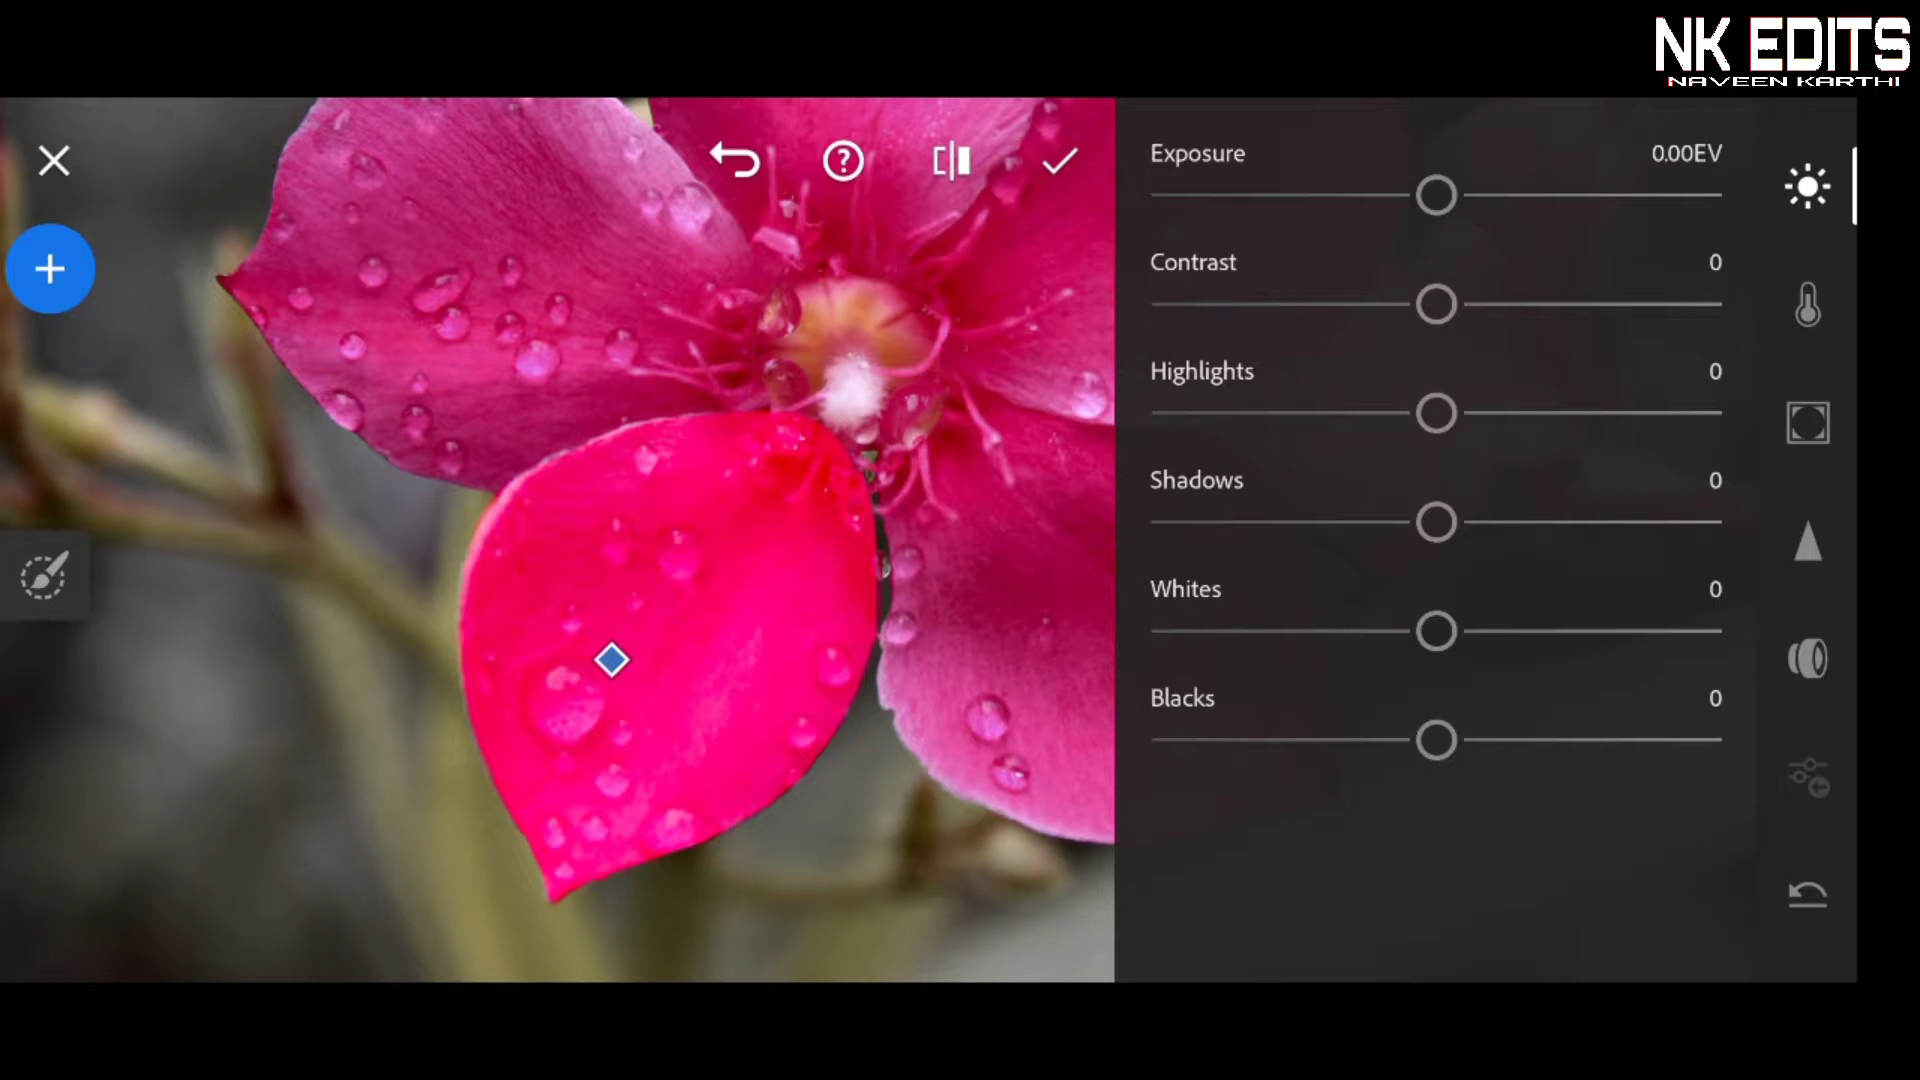 NK EDITS
NAVEEN KARTHI
Exposure 0.00EV
Contrast 0
Highlights 0
Shadows 0
Whites 0
Blacks 0